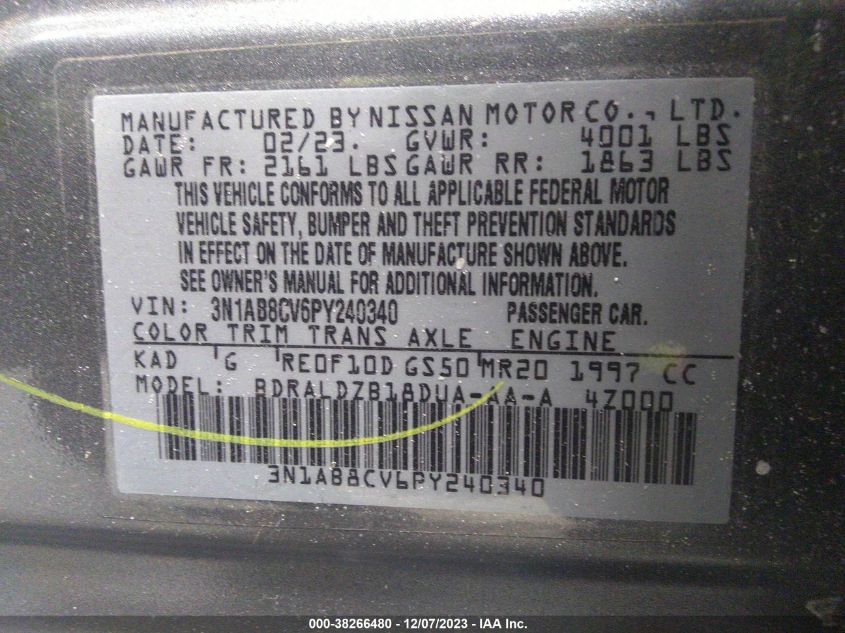 MANUFACTURED BY NISSAN MOTOR CO., LTD.
DATE: 02/23. GVWR: 4001 LBS
GAWR FR: 2161 LBS GAWR RR: 1863 LBS
THIS VEHICLE CONFORMS TO ALL APPLICABLE FEDERAL MOTOR
VEHICLE SAFETY, BUMPER AND THEFT PREVENTION STANDARDS
IN EFFECT ON THE DATE OF MANUFACTURE SHOWN ABOVE.
SEE OWNER'S MANUAL FOR ADDITIONAL INFORMATION.
VIN: 3N1AB8CV6PY240340 PASSENGER CAR.
COLOR TRIM TRANS AXLE ENGINE
KAD G RE0F10D GS50 MR20 1997 CC
MODEL: BDRALDZB18DUA-AA-A 4Z000
3N1AB8CV6PY240340
000-38266480 - 12/07/2023 - IAA Inc.